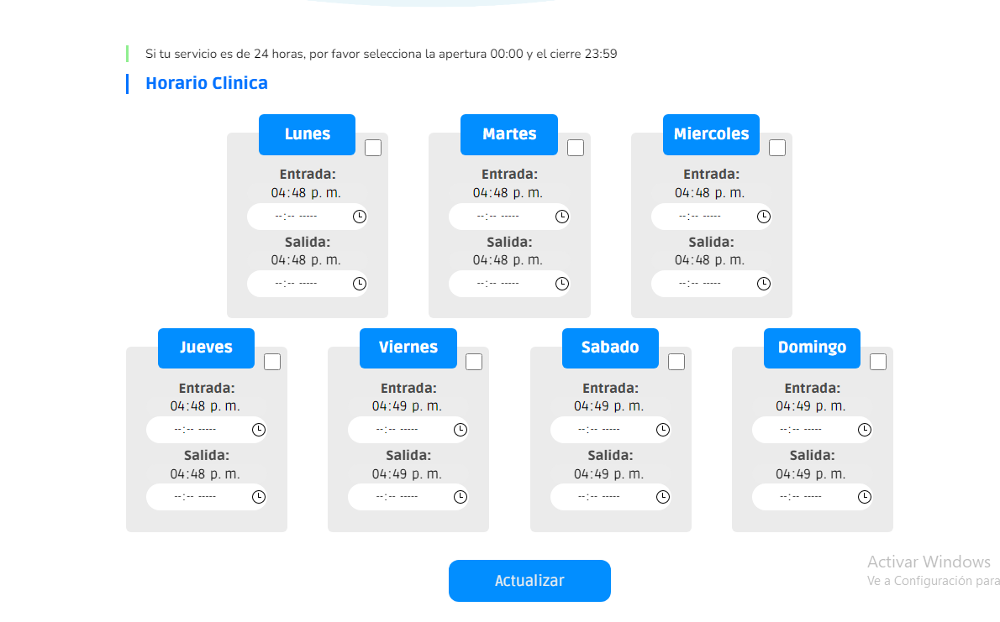 Si tu servicio es de 24 horas, por favor selecciona la apertura 00:00 y el cierre 23:59
Horario Clinica
Lunes Martes Miercoles
Entrada: Entrada: Entrada:
04:48 p. m. 04:48 p. m. 04:48 p. m.
--:-- ----- --:-- ----- --:-- -----
Salida: Salida: Salida:
04:48 p. m. 04:48 p. m. 04:48 p. m.
--:-- ----- --:-- ----- --:-- -----
Jueves Viernes Sabado Domingo
Entrada: Entrada: Entrada: Entrada:
04:48 p. m. 04:49 p. m. 04:49 p. m. 04:49 p. m.
--:-- ----- --:-- ----- --:-- ----- --:-- -----
Salida: Salida: Salida: Salida:
04:48 p. m. 04:49 p. m. 04:49 p. m. 04:49 p. m.
--:-- ----- --:-- ----- --:-- ----- --:-- -----
Actualizar
Activar Windows
Ve a Configuración para